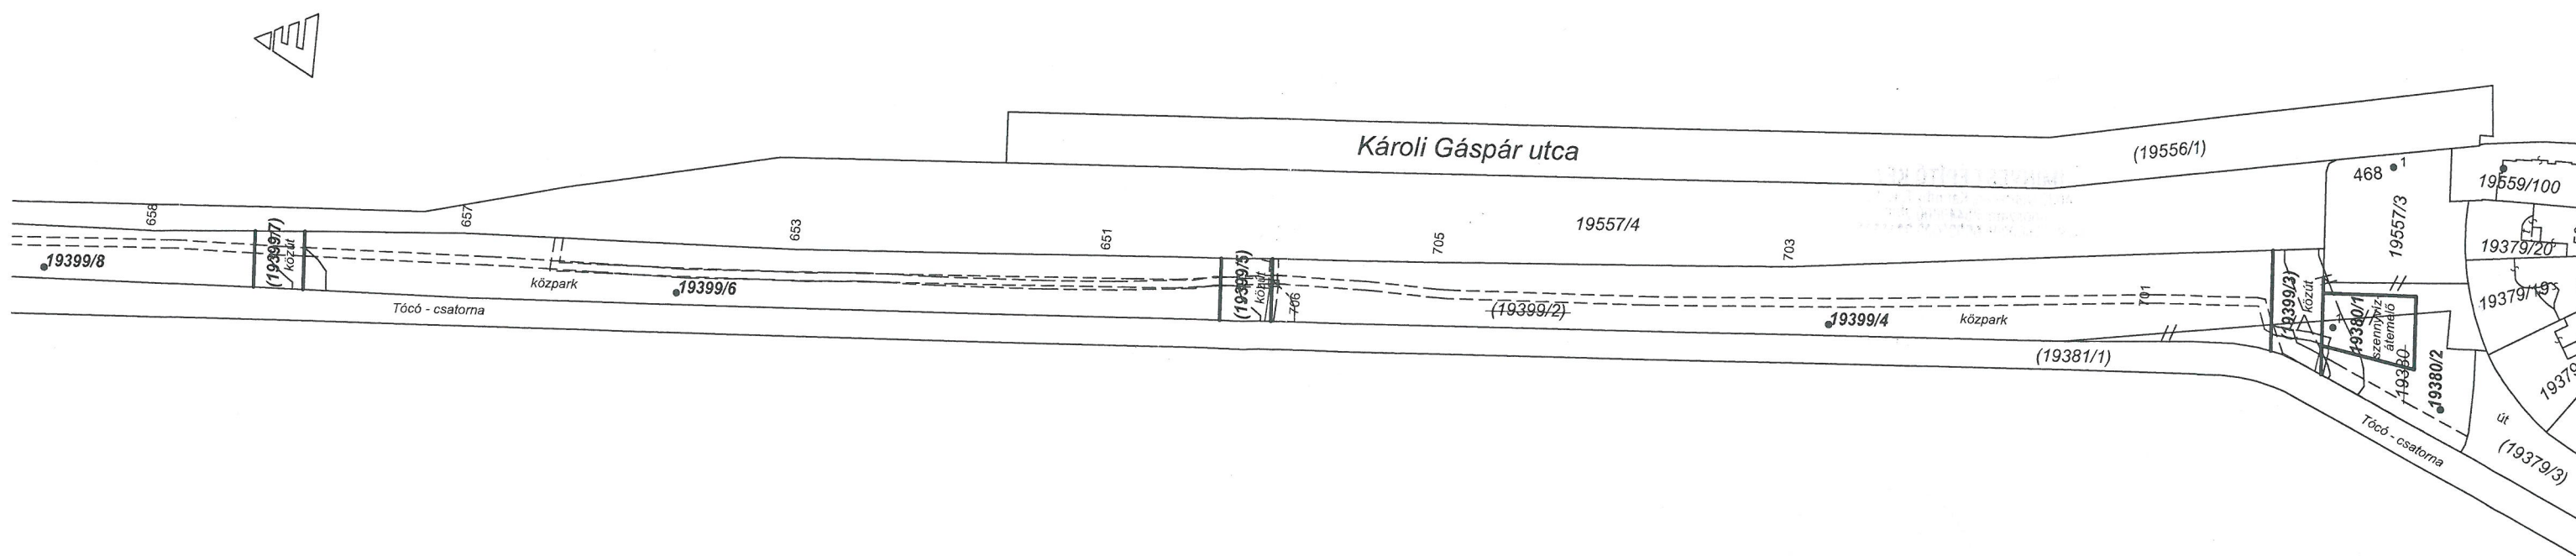 Károli Gáspár utca
(19556/1)
468
1
19559/100
658
657
653
651
705
703
19557/4
19557/3
19379/20
19399/8
(19399/7)
közút
közpark
19399/6
(19399/5)
közút
706
(19399/2)
19399/4
közpark
701
(19399/3)
közút
1
19380/1
szennyvíz
átemelő
19380
19380/2
19379/19
19379
Tócó - csatorna
(19381/1)
Tócó - csatorna
út
(19379/3)